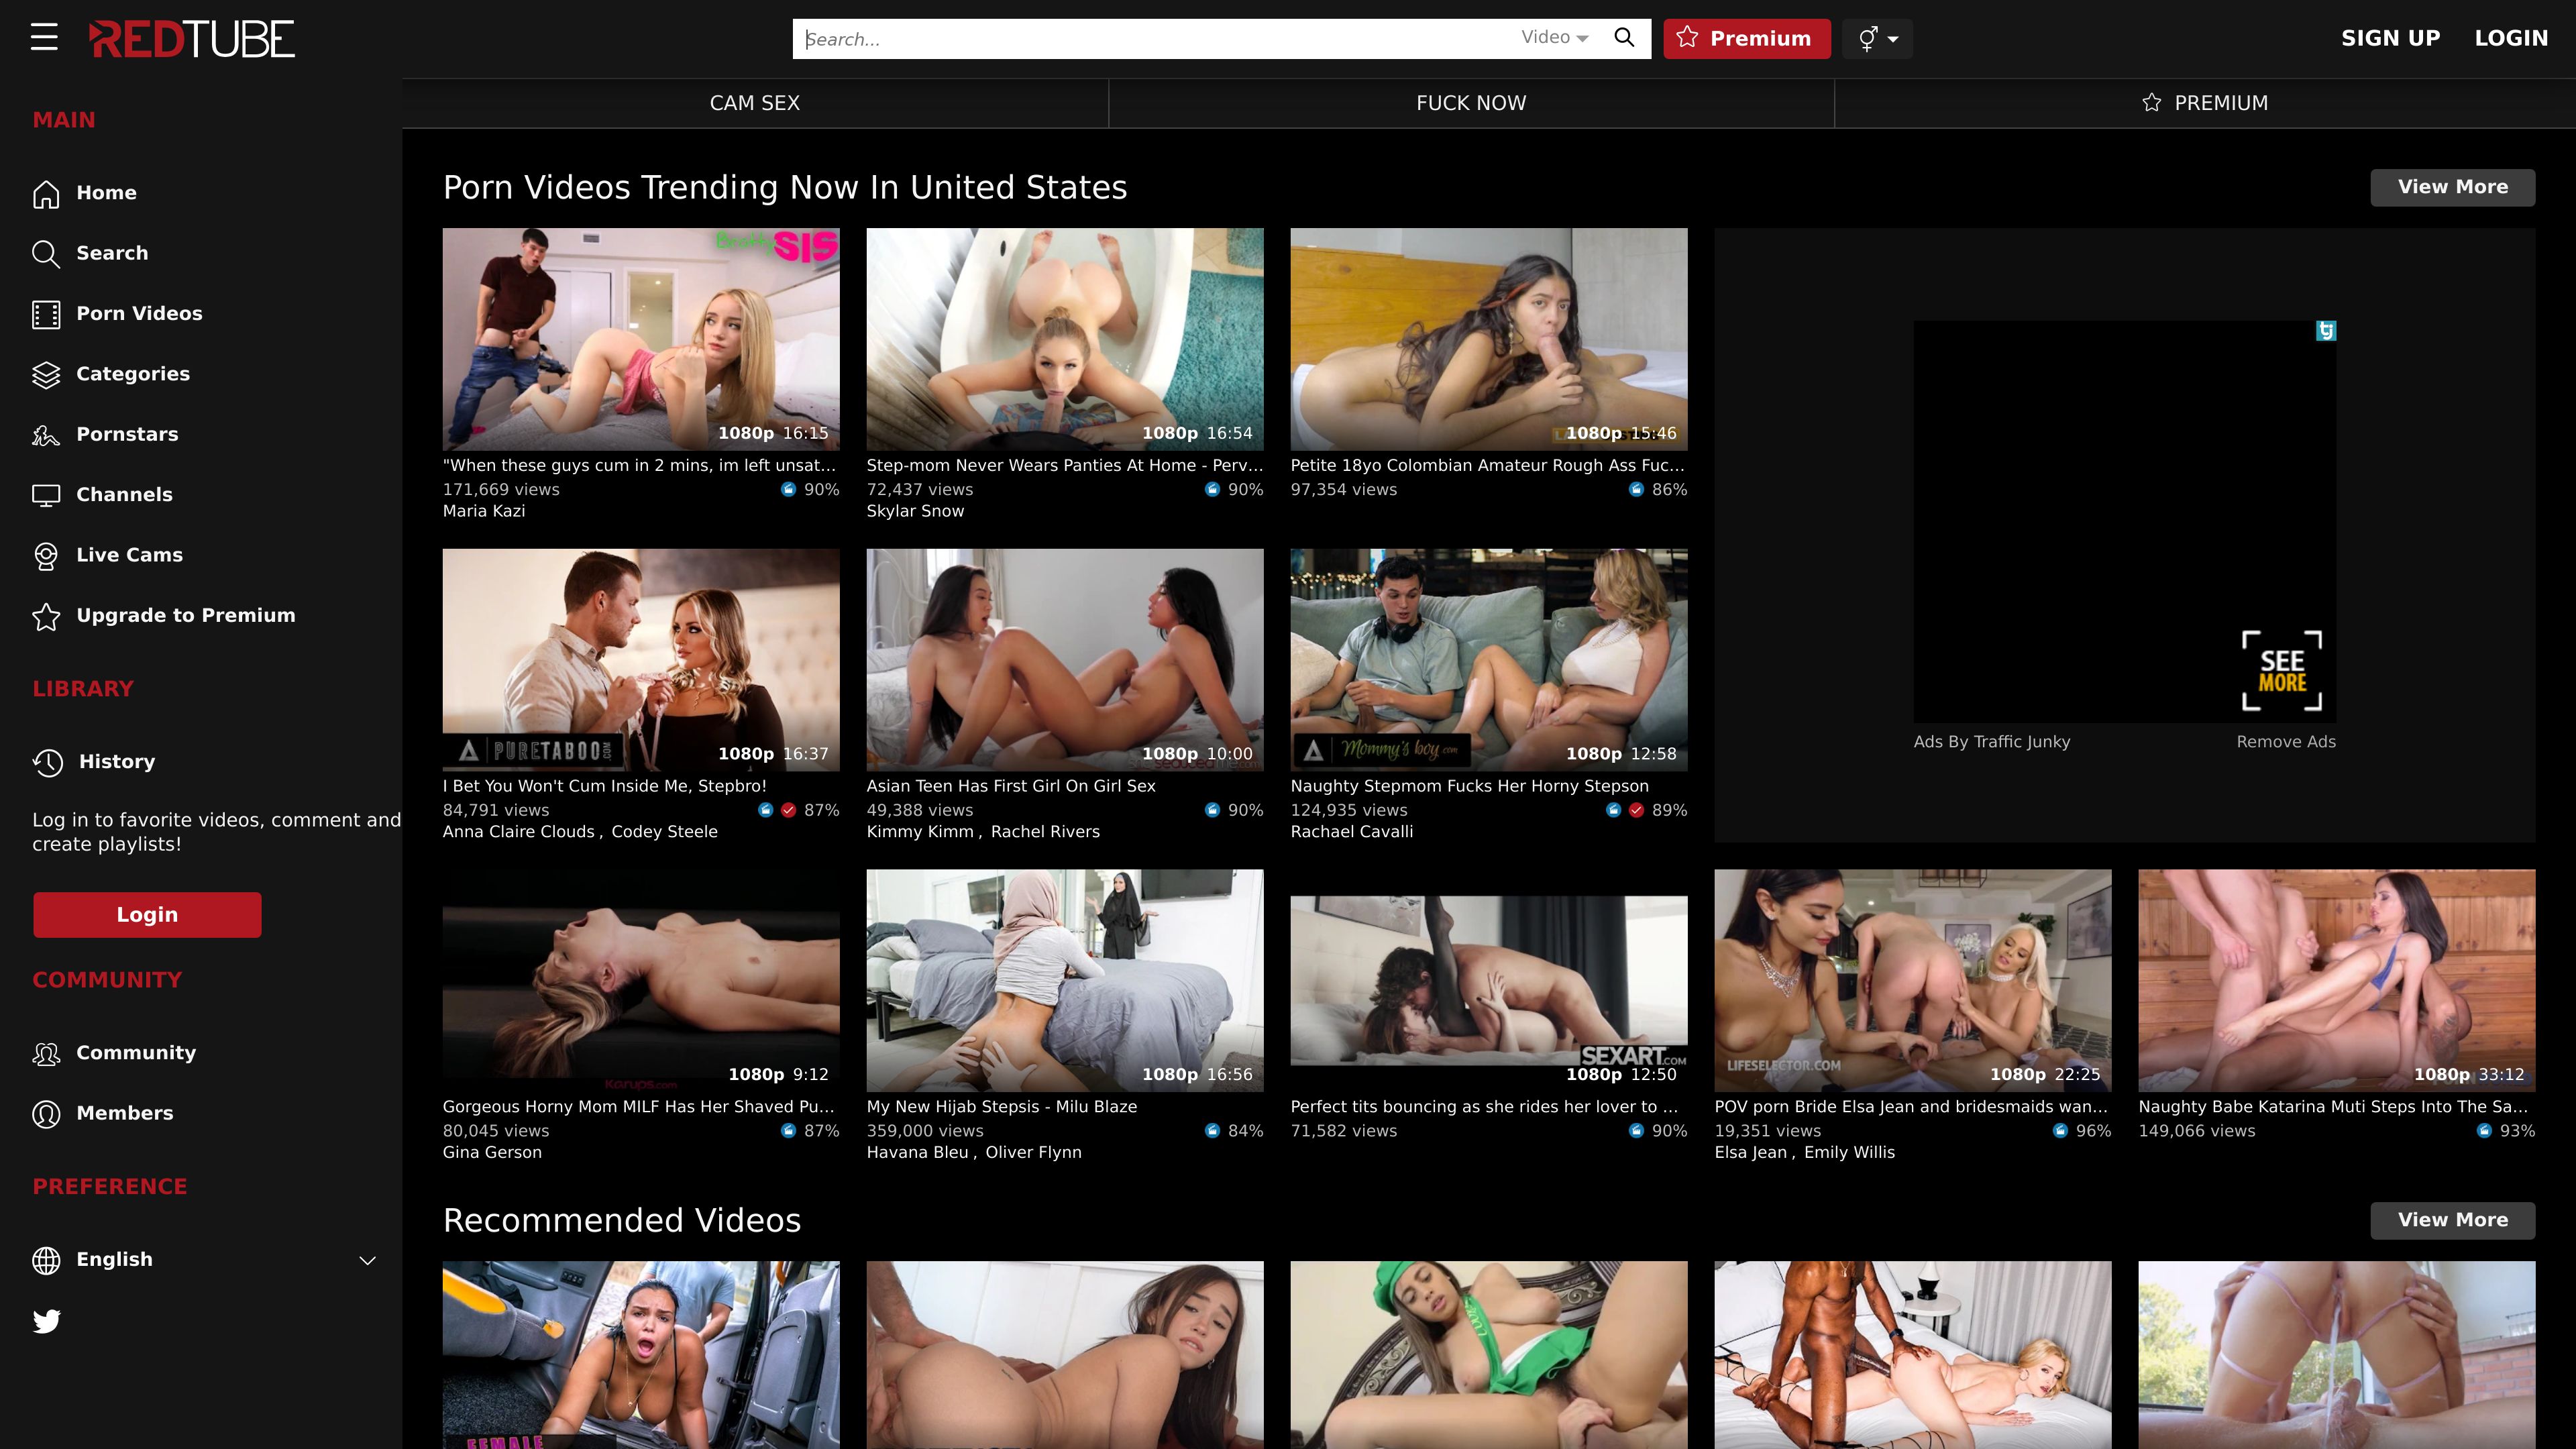 REDTUBE
Search...
Video
Premium
SIGN UP
LOGIN
CAM SEX
FUCK NOW
PREMIUM
MAIN
Home
Search
Porn Videos
Categories
Pornstars
Channels
Live Cams
Upgrade to Premium
LIBRARY
History
Log in to favorite videos, comment and
create playlists!
Login
COMMUNITY
Community
Members
PREFERENCE
English
Porn Videos Trending Now In United States
View More
SIS
1080p 16:15
"When these guys cum in 2 mins, im left unsat...
171,669 views
90%
Maria Kazi
1080p 16:54
Step-mom Never Wears Panties At Home - Perv...
72,437 views
90%
Skylar Snow
1080p 15:46
Petite 18yo Colombian Amateur Rough Ass Fuc...
97,354 views
86%
tj
SEE
MORE
Ads By Traffic Junky
Remove Ads
PURETABOO.COM
1080p 16:37
I Bet You Won't Cum Inside Me, Stepbro!
84,791 views
87%
Anna Claire Clouds , Codey Steele
1080p 10:00
Asian Teen Has First Girl On Girl Sex
49,388 views
90%
Kimmy Kimm , Rachel Rivers
Mommy's boy.com
1080p 12:58
Naughty Stepmom Fucks Her Horny Stepson
124,935 views
89%
Rachael Cavalli
Karups.com
1080p 9:12
Gorgeous Horny Mom MILF Has Her Shaved Pu...
80,045 views
87%
Gina Gerson
1080p 16:56
My New Hijab Stepsis - Milu Blaze
359,000 views
84%
Havana Bleu , Oliver Flynn
SEXART.COM
1080p 12:50
Perfect tits bouncing as she rides her lover to ...
71,582 views
90%
LIFESELECTOR.COM
1080p 22:25
POV porn Bride Elsa Jean and bridesmaids wan...
19,351 views
96%
Elsa Jean , Emily Willis
1080p 33:12
Naughty Babe Katarina Muti Steps Into The Sa...
149,066 views
93%
Recommended Videos
View More
FEMALE